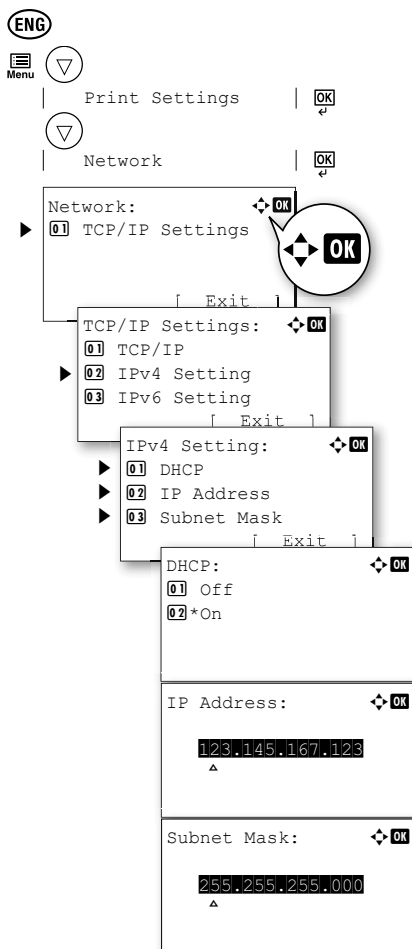 ENG
Menu
Print Settings OK
Network OK
Network: OK
01 TCP/IP Settings
OK
[ Exit ]
TCP/IP Settings: OK
01 TCP/IP
02 IPv4 Setting
03 IPv6 Setting
[ Exit ]
IPv4 Setting: OK
01 DHCP
02 IP Address
03 Subnet Mask
[ Exit ]
DHCP: OK
01 Off
02 *On
IP Address: OK
123.145.167.123
Subnet Mask: OK
255.255.255.000